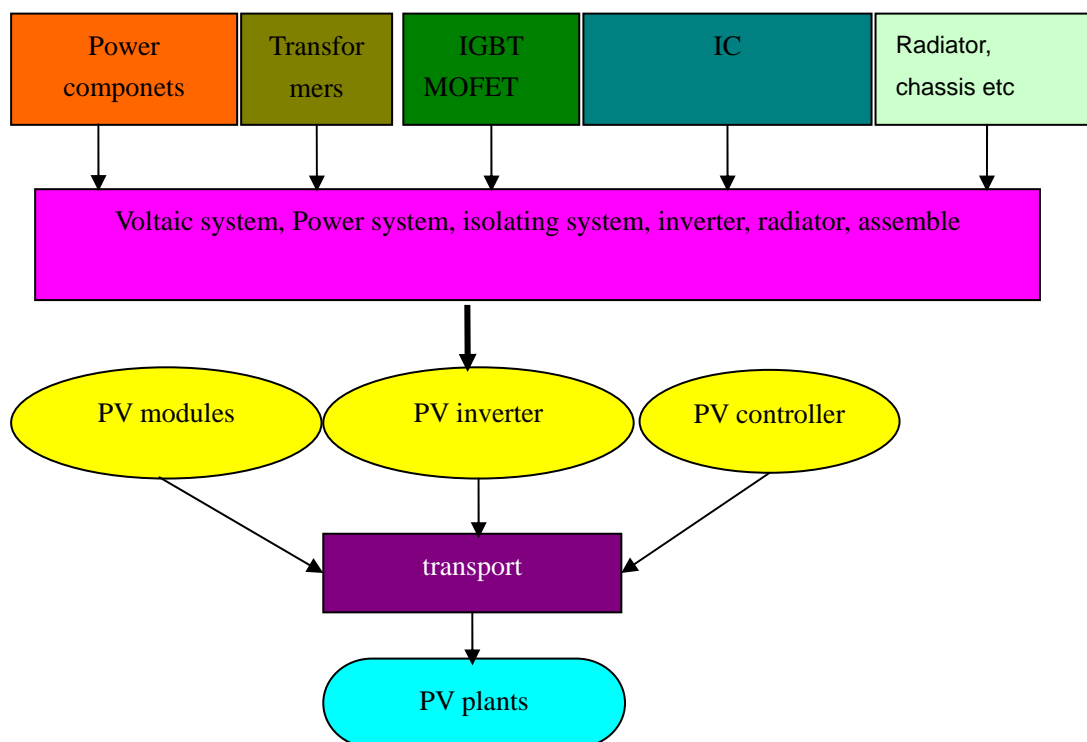 Power
componets
Transfor
mers
IGBT
MOFET
IC
Radiator,
chassis etc
Voltaic system, Power system, isolating system, inverter, radiator, assemble
PV modules
PV inverter
PV controller
transport
PV plants